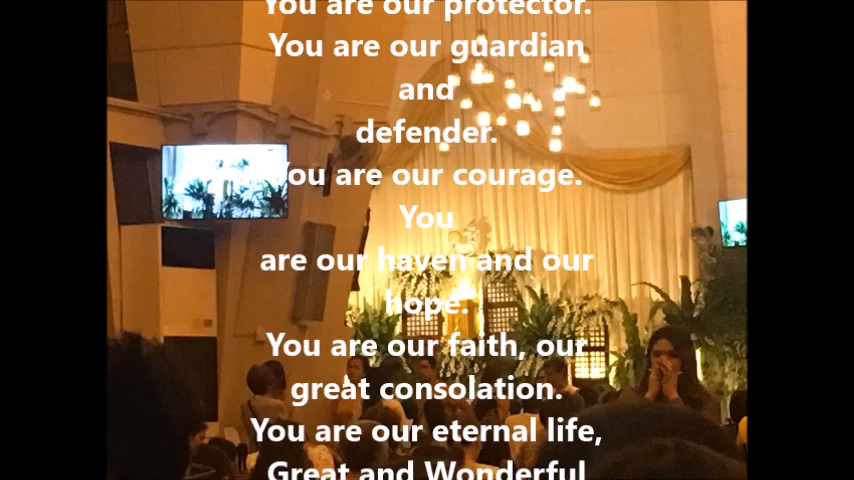 You are our protector.
You are our guardian
and
defender.
You are our courage.
You
are our haven and our
hope.
You are our faith, our
great consolation.
You are our eternal life,
Great and Wonderful